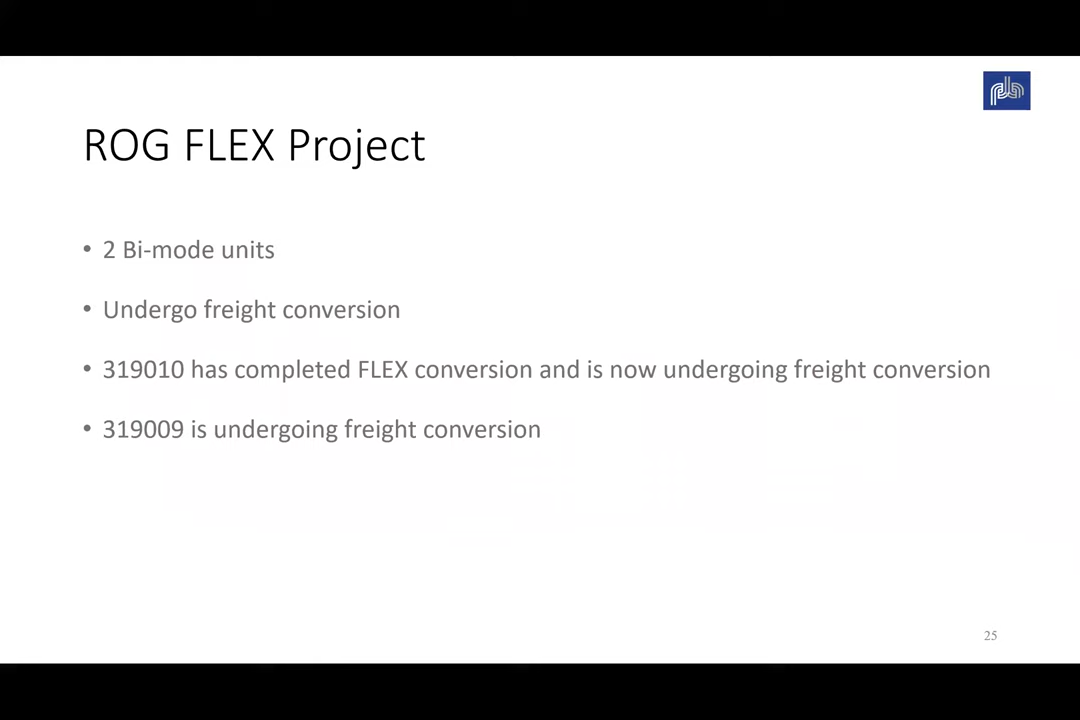 ROG FLEX Project
• 2 Bi-mode units
• Undergo freight conversion
• 319010 has completed FLEX conversion and is now undergoing freight conversion
• 319009 is undergoing freight conversion
25